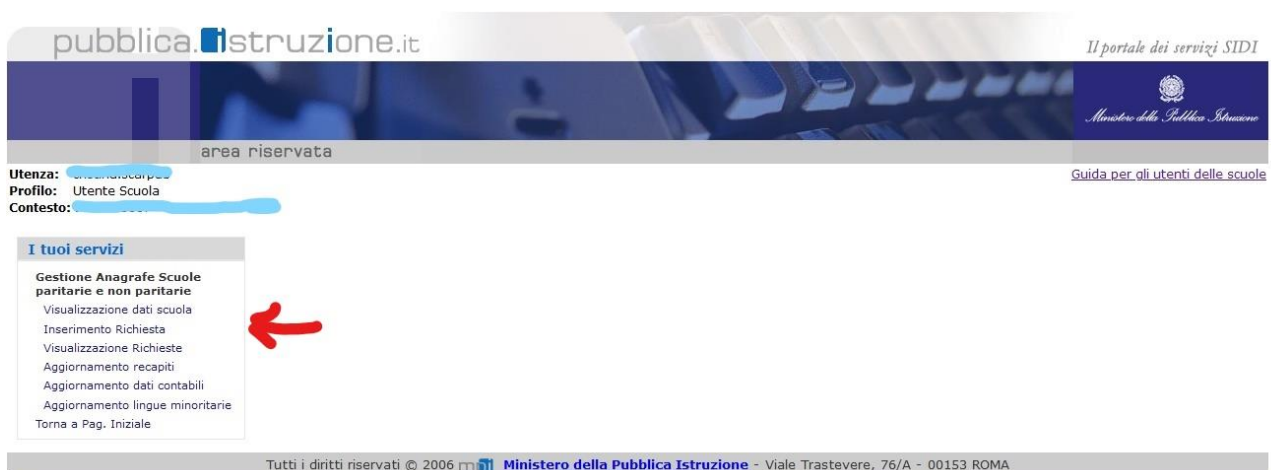 pubblica.istruzione.it
Il portale dei servizi SIDI
Ministero della Pubblica Istruzione
area riservata
Utenza:
Guida per gli utenti delle scuole
Profilo: Utente Scuola
Contesto:
I tuoi servizi
Gestione Anagrafe Scuole
paritarie e non paritarie
Visualizzazione dati scuola
Inserimento Richiesta
Visualizzazione Richieste
Aggiornamento recapiti
Aggiornamento dati contabili
Aggiornamento lingue minoritarie
Torna a Pag. Iniziale
Tutti i diritti riservati © 2006 mpi Ministero della Pubblica Istruzione - Viale Trastevere, 76/A - 00153 ROMA